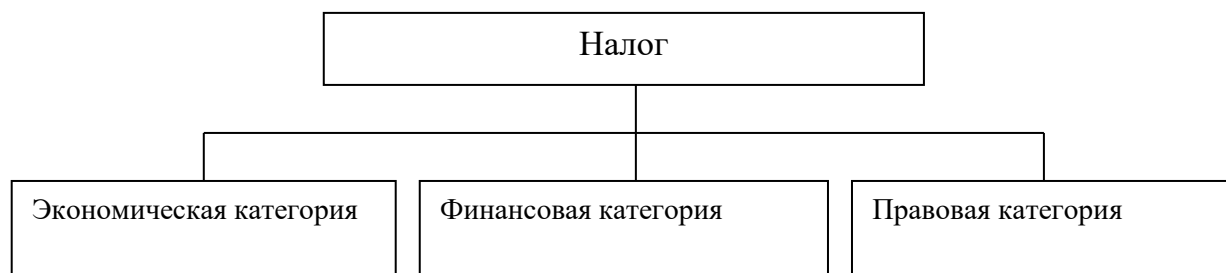 Налог
Экономическая категория
Финансовая категория
Правовая категория